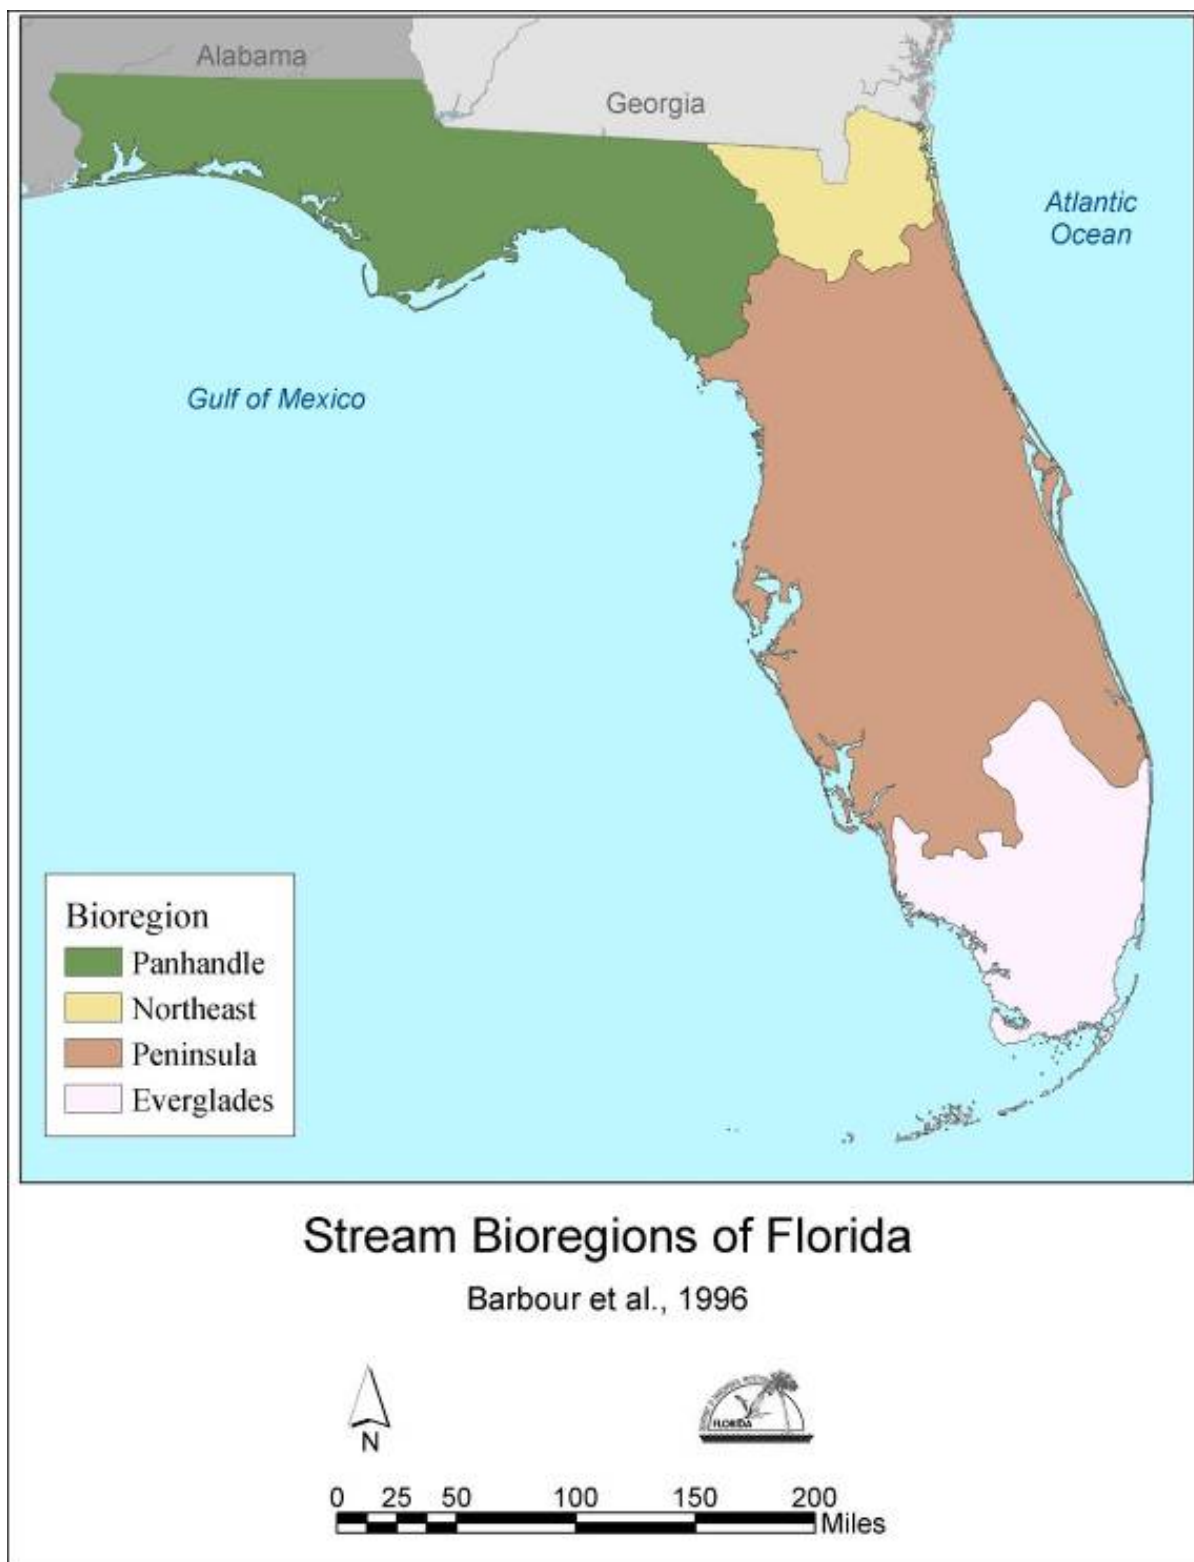 Alabama
Georgia
Atlantic
Ocean
Gulf of Mexico
Bioregion
Panhandle
Northeast
Peninsula
Everglades
Stream Bioregions of Florida
Barbour et al., 1996
N
FLORIDA
0 25 50 100 150 200
Miles